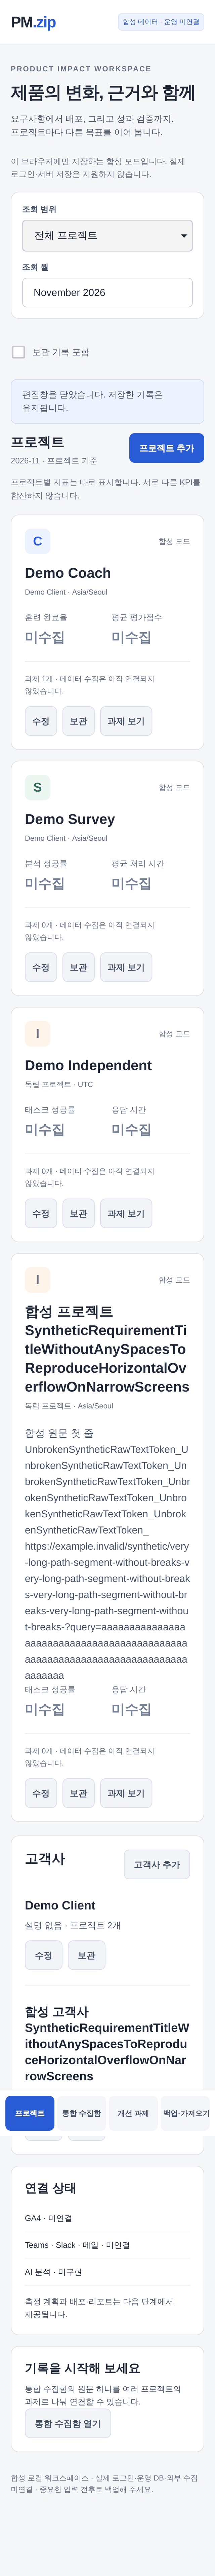 PM.zip
합성 데이터 · 운영 미연결
PRODUCT IMPACT WORKSPACE
제품의 변화, 근거와 함께
요구사항에서 배포, 그리고 성과 검증까지.
프로젝트마다 다른 목표를 이어 봅니다.
이 브라우저에만 저장하는 합성 모드입니다. 실제
로그인·서버 저장은 지원하지 않습니다.
조회 범위
전체 프로젝트
조회 월
November 2026
보관 기록 포함
편집창을 닫았습니다. 저장한 기록은
유지됩니다.
프로젝트
2026-11 · 프로젝트 기준
프로젝트 추가
프로젝트별 지표는 따로 표시합니다. 서로 다른 KPI를
합산하지 않습니다.
C
합성 모드
Demo Coach
Demo Client · Asia/Seoul
훈련 완료율
평균 평가점수
미수집
미수집
과제 1개 · 데이터 수집은 아직 연결되지
않았습니다.
수정
보관
과제 보기
S
합성 모드
Demo Survey
Demo Client · Asia/Seoul
분석 성공률
평균 처리 시간
미수집
미수집
과제 0개 · 데이터 수집은 아직 연결되지
않았습니다.
수정
보관
과제 보기
I
합성 모드
Demo Independent
독립 프로젝트 · UTC
태스크 성공률
응답 시간
미수집
미수집
과제 0개 · 데이터 수집은 아직 연결되지
않았습니다.
수정
보관
과제 보기
I
합성 모드
합성 프로젝트
SyntheticRequirementTi
tleWithoutAnySpacesTo
ReproduceHorizontalOv
erflowOnNarrowScreens
독립 프로젝트 · Asia/Seoul
합성 원문 첫 줄
UnbrokenSyntheticRawTextToken_U
nbrokenSyntheticRawTextToken_Un
brokenSyntheticRawTextToken_Unbr
okenSyntheticRawTextToken_Unbro
kenSyntheticRawTextToken_Unbrok
enSyntheticRawTextToken_
https://example.invalid/synthetic/very
-long-path-segment-without-breaks-v
ery-long-path-segment-without-break
s-very-long-path-segment-without-br
eaks-very-long-path-segment-withou
t-breaks-?query=aaaaaaaaaaaaaaa
aaaaaaaaaaaaaaaaaaaaaaaaaaaaa
aaaaaaaaaaaaaaaaaaaaaaaaaaaaa
aaaaaaa
태스크 성공률
응답 시간
미수집
미수집
과제 0개 · 데이터 수집은 아직 연결되지
않았습니다.
수정
보관
과제 보기
고객사
고객사 추가
Demo Client
설명 없음 · 프로젝트 2개
수정
보관
합성 고객사
SyntheticRequirementTitleW
ithoutAnySpacesToReprodu
ceHorizontalOverflowOnNar
rowScreens
프로젝트
통합 수집함
개선 과제
백업·가져오기
연결 상태
GA4 · 미연결
Teams · Slack · 메일 · 미연결
AI 분석 · 미구현
측정 계획과 배포·리포트는 다음 단계에서
제공됩니다.
기록을 시작해 보세요
통합 수집함의 원문 하나를 여러 프로젝트의
과제로 나눠 연결할 수 있습니다.
통합 수집함 열기
합성 로컬 워크스페이스 · 실제 로그인·운영 DB·외부 수집
미연결 · 중요한 입력 전후로 백업해 주세요.